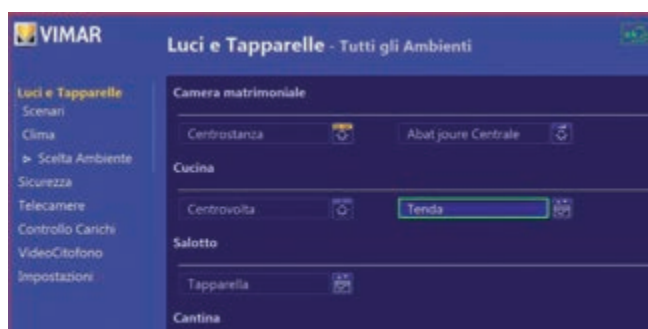 VIMAR
Luci e Tapparelle - Tutti gli Ambienti
Luci e Tapparelle
Scenari
Clima
Scelta Ambiente
Sicurezza
Telecamere
Controllo Carichi
VideoCitofono
Impostazioni
Camera matrimoniale
Centrostanza
Abat joure Centrale
Cucina
Centrovolta
Tenda
Salotto
Tapparella
Cantina